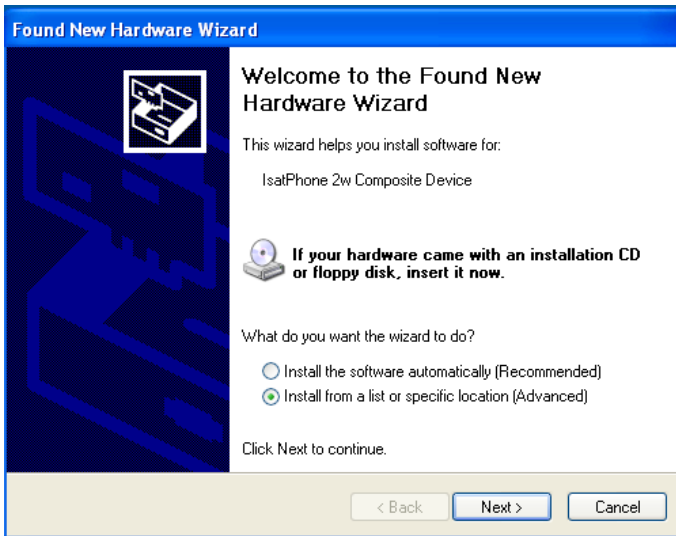 Found New Hardware Wizard
Welcome to the Found New
Hardware Wizard
This wizard helps you install software for:
IsatPhone 2w Composite Device
If your hardware came with an installation CD
or floppy disk, insert it now.
What do you want the wizard to do?
Install the software automatically (Recommended)
Install from a list or specific location (Advanced)
Click Next to continue.
< Back Next > Cancel